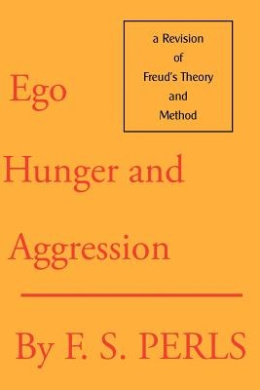 a Revision
of
Freud's Theory
and
Method
Ego
Hunger and
Aggression
By F. S. PERLS